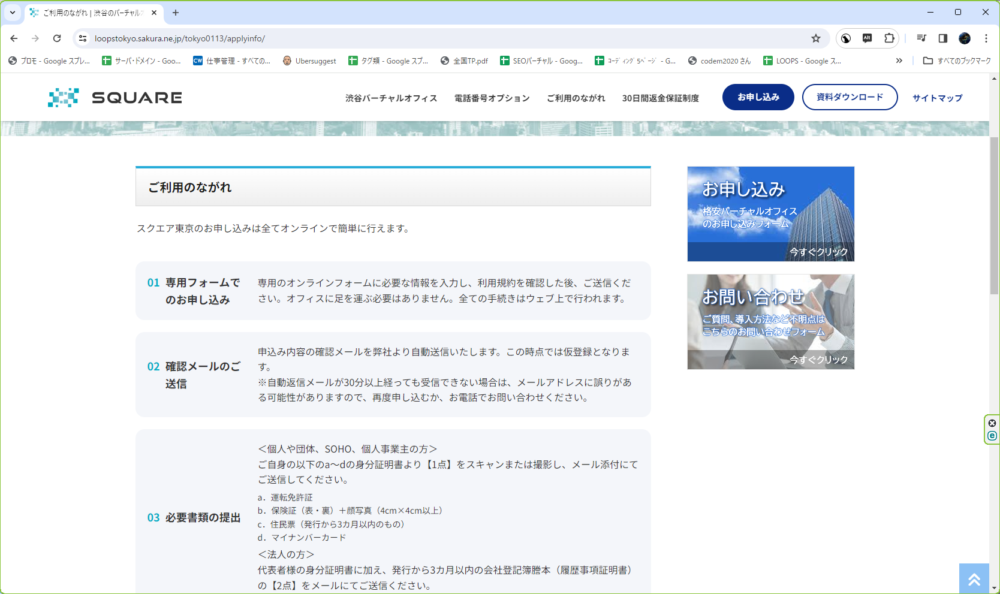 ご利用のながれ | 渋谷のバーチャルオ
loopstokyo.sakura.ne.jp/tokyo0113/applyinfo/
Alt
プロモ - Google スプレ...
サーバ・ドメイン - Goo...
CW 仕事管理 - すべての...
Ubersuggest
タグ類 - Google スプ...
全国TP.pdf
SEOバーチャル - Goog...
ｺｰﾃﾞｨﾝｸﾞ 5ﾍﾟｰｼﾞ - G...
codem2020 さん
LOOPS - Google ス...
すべてのブックマーク
SQUARE
渋谷バーチャルオフィス
電話番号オプション
ご利用のながれ
30日間返金保証制度
お申し込み
資料ダウンロード
サイトマップ
ご利用のながれ
スクエア東京のお申し込みは全てオンラインで簡単に行えます。
01 専用フォームで
のお申し込み
専用のオンラインフォームに必要な情報を入力し、利用規約を確認した後、ご送信くだ
さい。オフィスに足を運ぶ必要はありません。全ての手続きはウェブ上で行われます。
02 確認メールのご
送信
申込み内容の確認メールを弊社より自動送信いたします。この時点では仮登録となりま
す。
※自動返信メールが30分以上経っても受信できない場合は、メールアドレスに誤りがあ
る可能性がありますので、再度申し込むか、お電話でお問い合わせください。
03 必要書類の提出
＜個人や団体、SOHO、個人事業主の方＞
ご自身の以下のa～dの身分証明書より【1点】をスキャンまたは撮影し、メール添付にて
ご送信してください。
a．運転免許証
b．保険証（表・裏）＋顔写真（4cm×4cm以上）
c．住民票（発行から3カ月以内のもの）
d．マイナンバーカード
＜法人の方＞
代表者様の身分証明書に加え、発行から3カ月以内の会社登記簿謄本（履歴事項証明書）
の【2点】をメールにてご送信ください。
お申し込み
格安バーチャルオフィス
のお申し込みフォーム
今すぐクリック
お問い合わせ
ご質問、導入方法など不明点は
こちらのお問い合わせフォーム
今すぐクリック